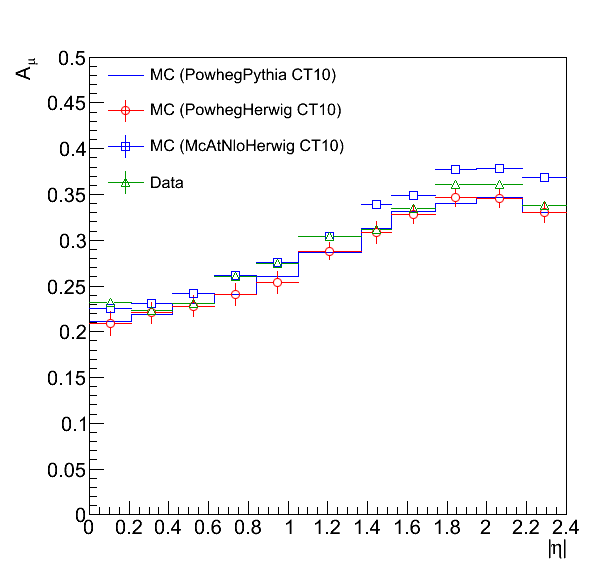 A_μ
0.5
MC (PowhegPythia CT10)
0.45
MC (PowhegHerwig CT10)
0.4
MC (McAtNloHerwig CT10)
0.35
Data
0.3
0.25
0.2
0.15
0.1
0.05
0
0 0.2 0.4 0.6 0.8 1 1.2 1.4 1.6 1.8 2 2.2 2.4
|η|